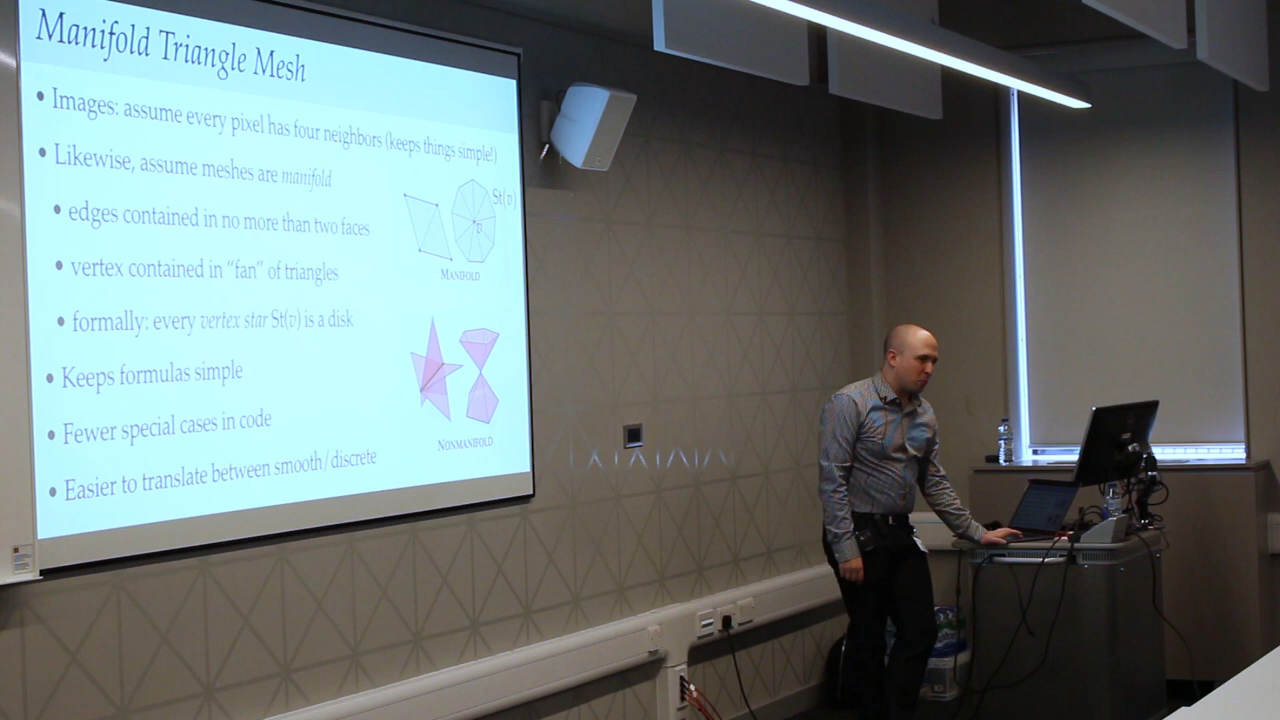 Manifold Triangle Mesh
• Images: assume every pixel has four neighbors (keeps things simple!)
• Likewise, assume meshes are manifold
• edges contained in no more than two faces
• vertex contained in “fan” of triangles
• formally: every vertex star St(v) is a disk
• Keeps formulas simple
• Fewer special cases in code
• Easier to translate between smooth/discrete
St(v)
v
MANIFOLD
NONMANIFOLD